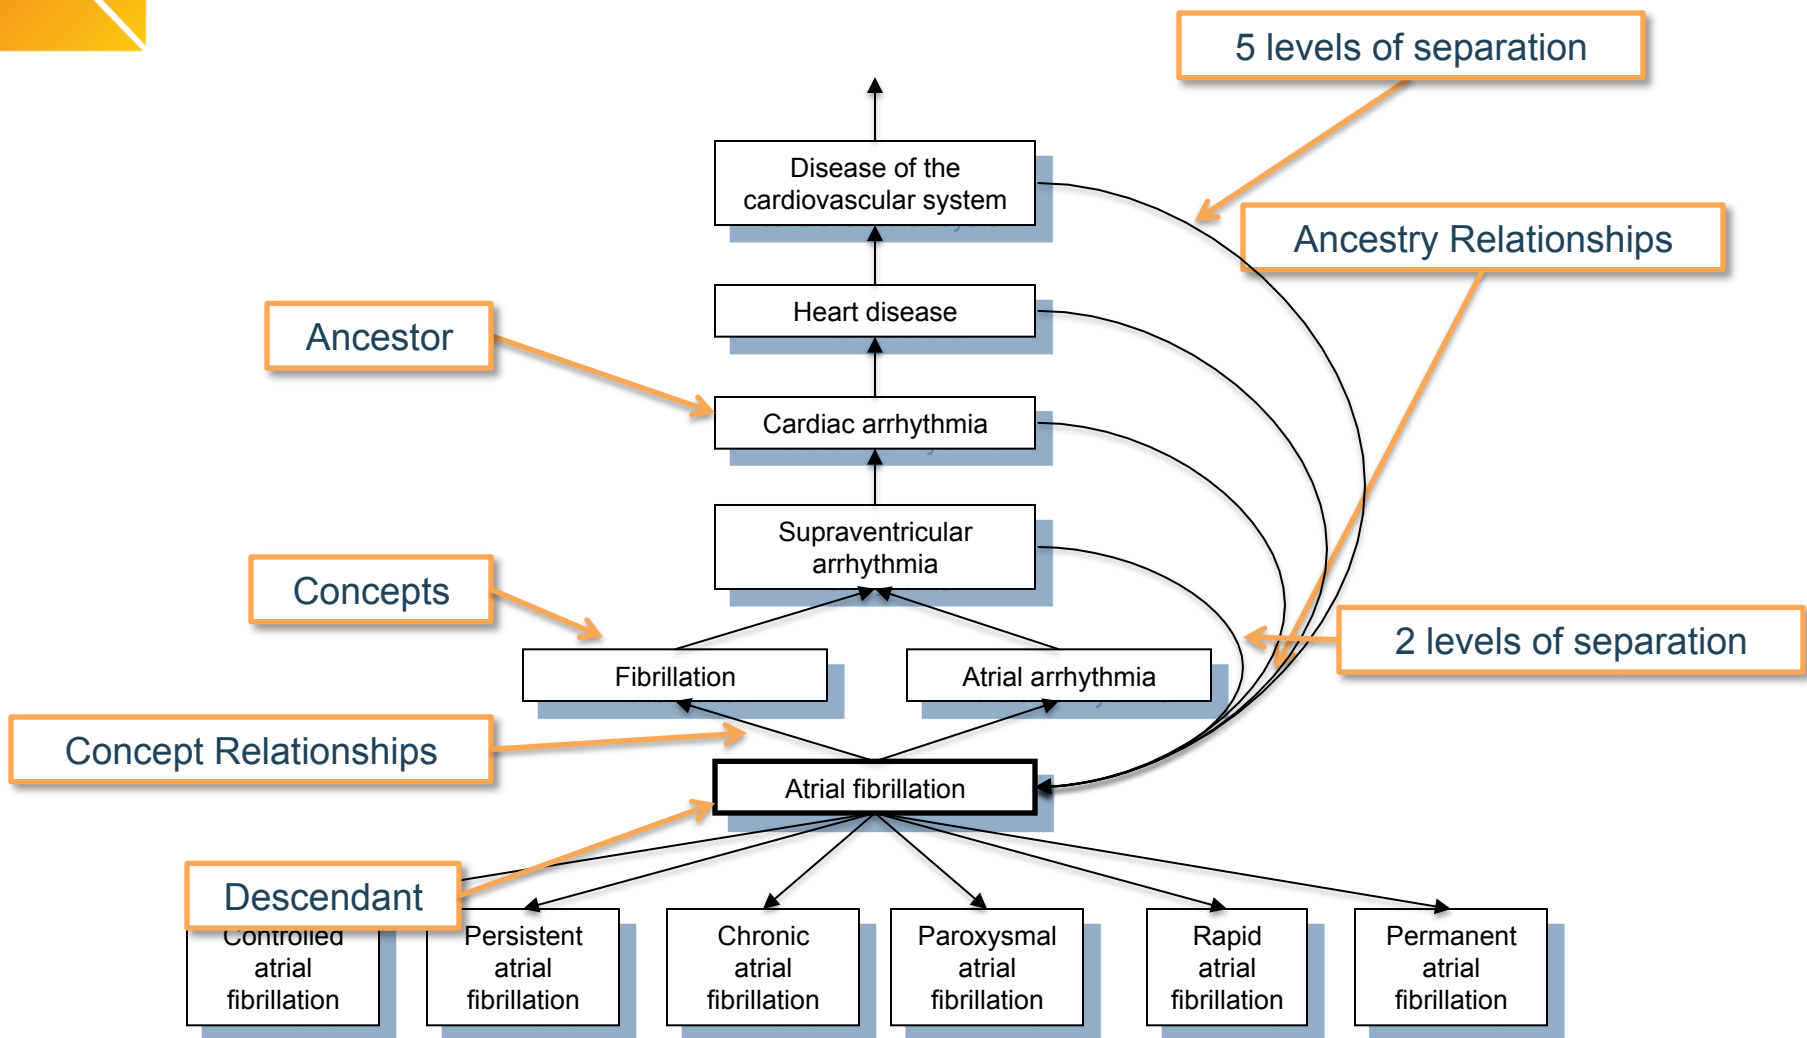 5 levels of separation
Disease of the
cardiovascular system
Ancestry Relationships
Heart disease
Ancestor
Cardiac arrhythmia
Supraventricular
arrhythmia
Concepts
2 levels of separation
Fibrillation
Atrial arrhythmia
Concept Relationships
Atrial fibrillation
Descendant
Controlled
atrial
fibrillation
Persistent
atrial
fibrillation
Chronic
atrial
fibrillation
Paroxysmal
atrial
fibrillation
Rapid
atrial
fibrillation
Permanent
atrial
fibrillation